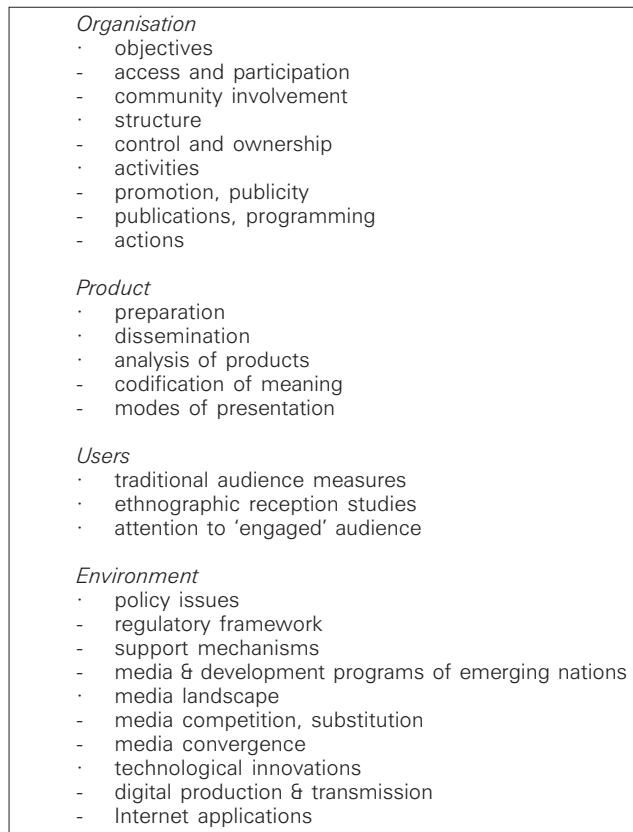 Organisation
· objectives
- access and participation
- community involvement
· structure
- control and ownership
· activities
- promotion, publicity
- publications, programming
- actions
Product
· preparation
· dissemination
· analysis of products
- codification of meaning
- modes of presentation
Users
· traditional audience measures
· ethnographic reception studies
· attention to ‘engaged’ audience
Environment
· policy issues
- regulatory framework
- support mechanisms
- media & development programs of emerging nations
· media landscape
- media competition, substitution
- media convergence
· technological innovations
- digital production & transmission
- Internet applications